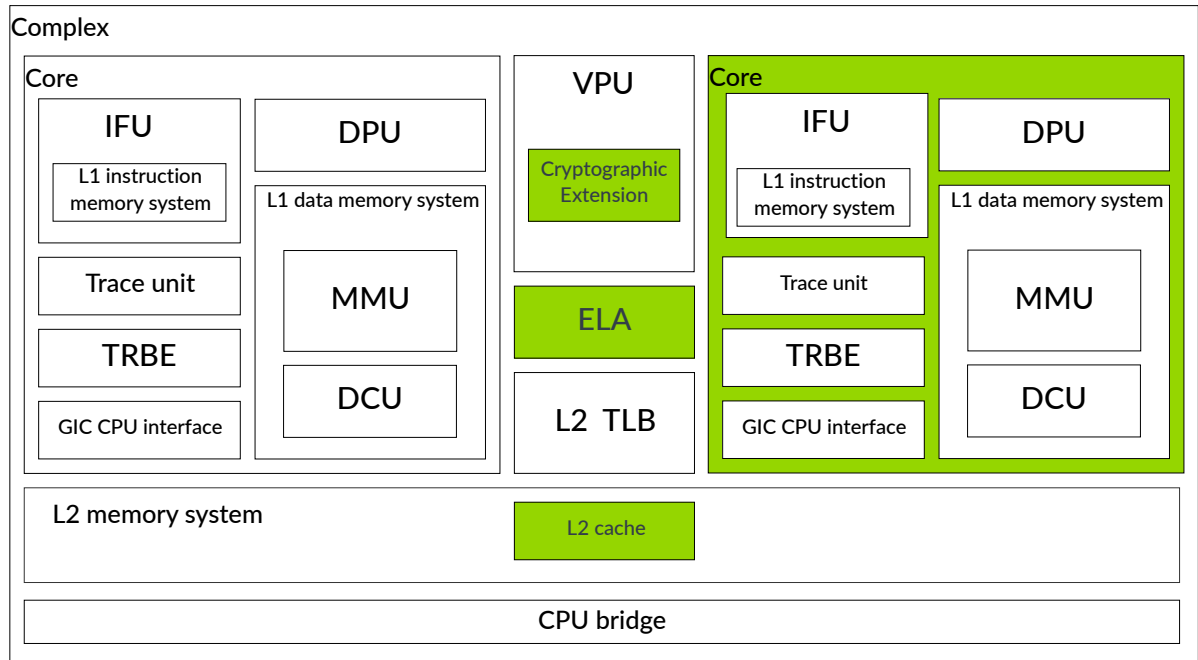 Complex
Core
IFU
L1 instruction
memory system
DPU
L1 data memory system
MMU
DCU
Trace unit
TRBE
GIC CPU interface
VPU
Cryptographic
Extension
ELA
L2 TLB
Core
IFU
L1 instruction
memory system
DPU
L1 data memory system
MMU
DCU
Trace unit
TRBE
GIC CPU interface
L2 memory system
L2 cache
CPU bridge